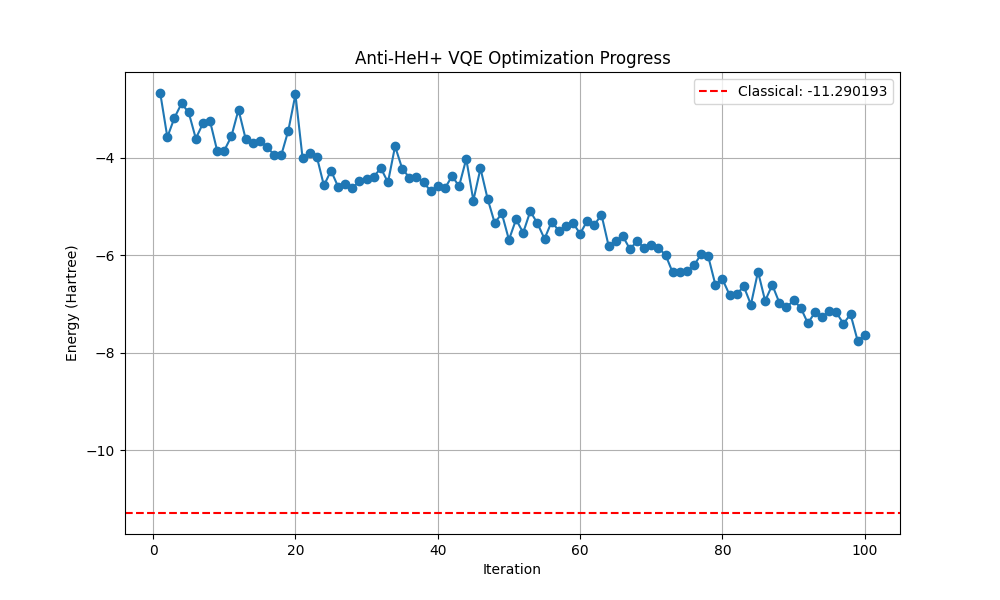 Anti-HeH+ VQE Optimization Progress
Classical: -11.290193
Energy (Hartree)
−4
−6
−8
−10
0 20 40 60 80 100
Iteration